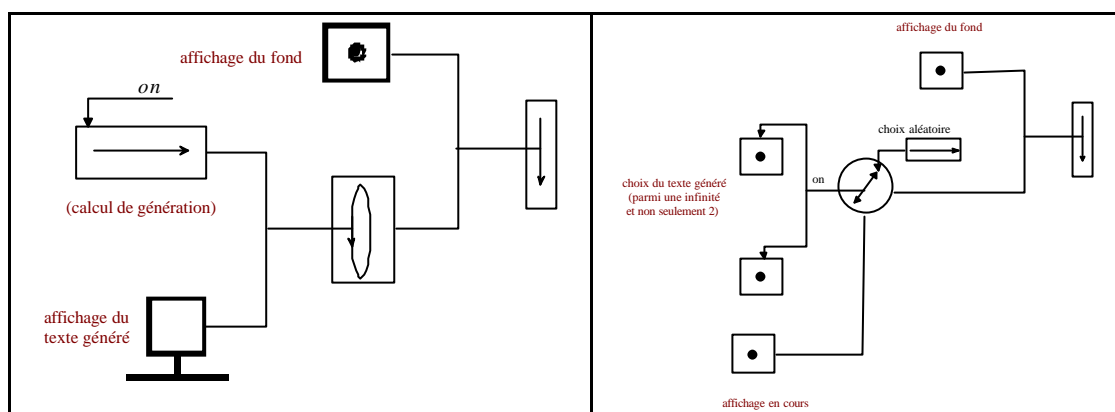 affichage du fond
on
(calcul de génération)
affichage du
texte généré
affichage du fond
choix aléatoire
on
choix du texte généré
(parmi une infinité
et non seulement 2)
affichage en cours